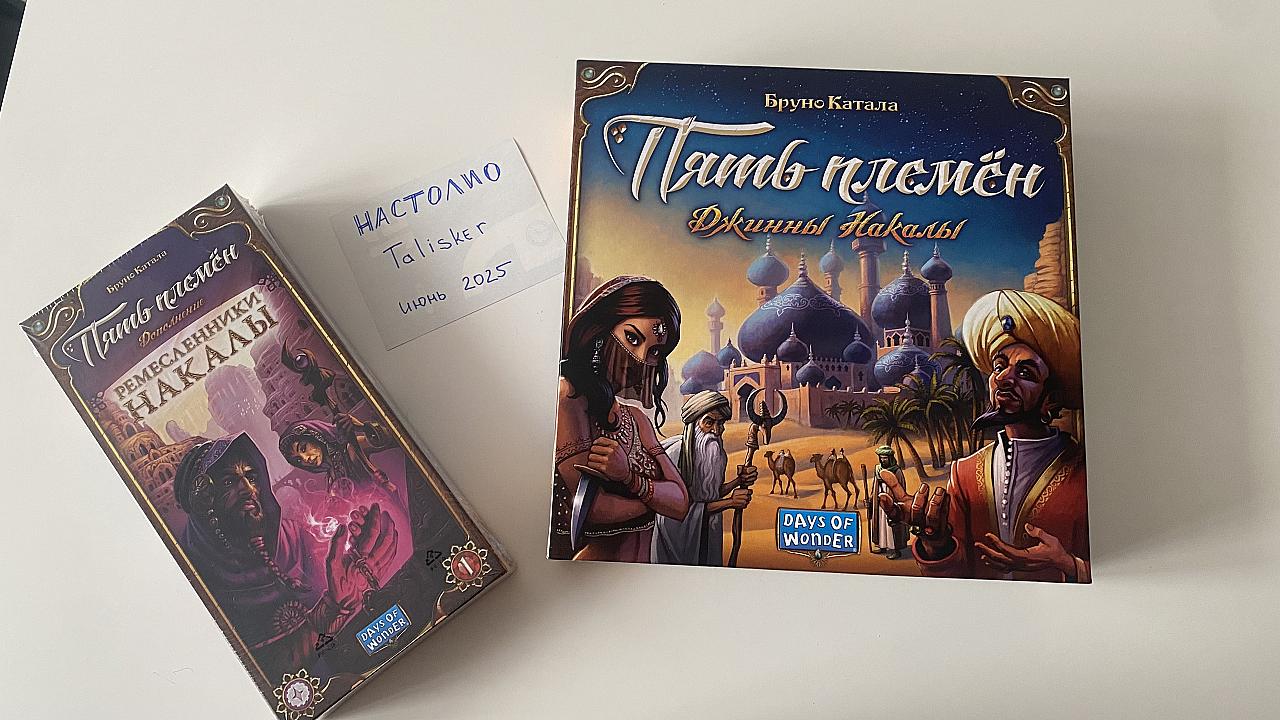 Бруно Катала
Пять племён
Дополнение
РЕМЕСЛЕННИКИ
НАКАЛЫ
1
DAYS OF
WONDER
НАСТОЛИО
Talisker
июнь 2025
Бруно Катала
Пять племён
Джинны Накалы
DAYS OF
WONDER